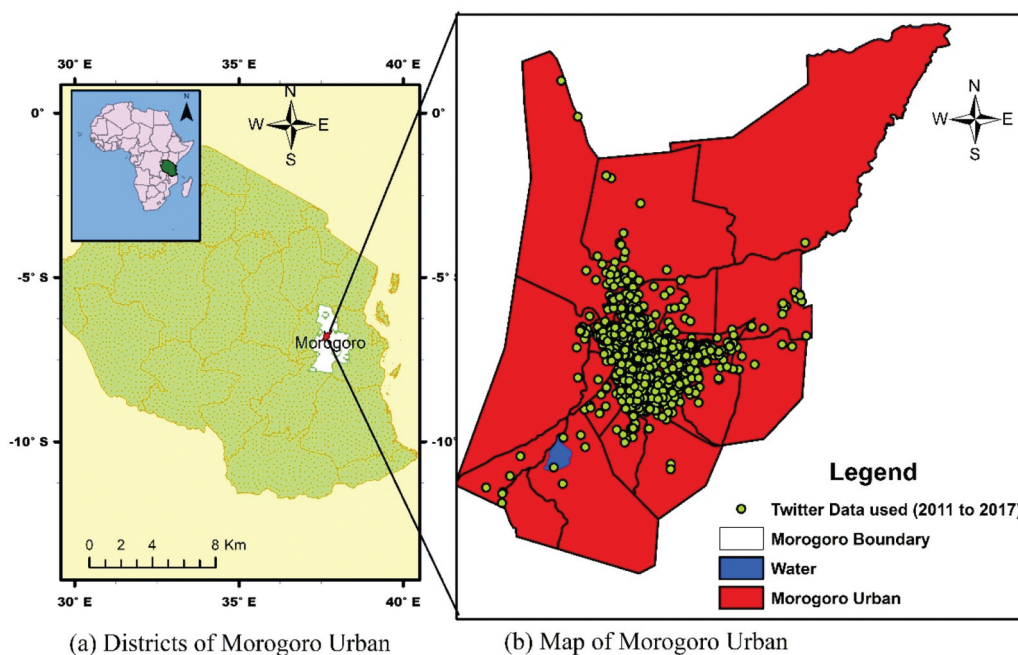 30° E 35° E 40° E
N
W E
S
N
0°
-5° S
-10° S
0°
-5° S
-10° S
Morogoro
0 2 4 8 Km
30° E 35° E 40° E
(a) Districts of Morogoro Urban
N
W E
S
Legend
Twitter Data used (2011 to 2017)
Morogoro Boundary
Water
Morogoro Urban
(b) Map of Morogoro Urban